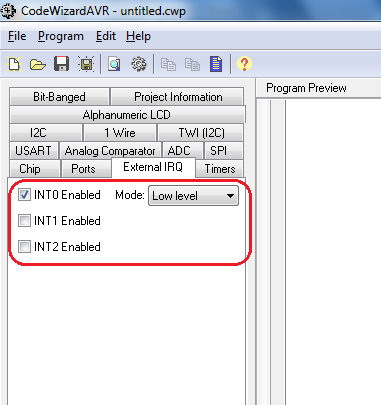 CodeWizardAVR - untitled.cwp
File Program Edit Help
Program Preview
Bit-Banged Project Information
Alphanumeric LCD
I2C 1 Wire TWI (I2C)
USART Analog Comparator ADC SPI
Chip Ports External IRQ Timers
INT0 Enabled Mode: Low level
INT1 Enabled
INT2 Enabled